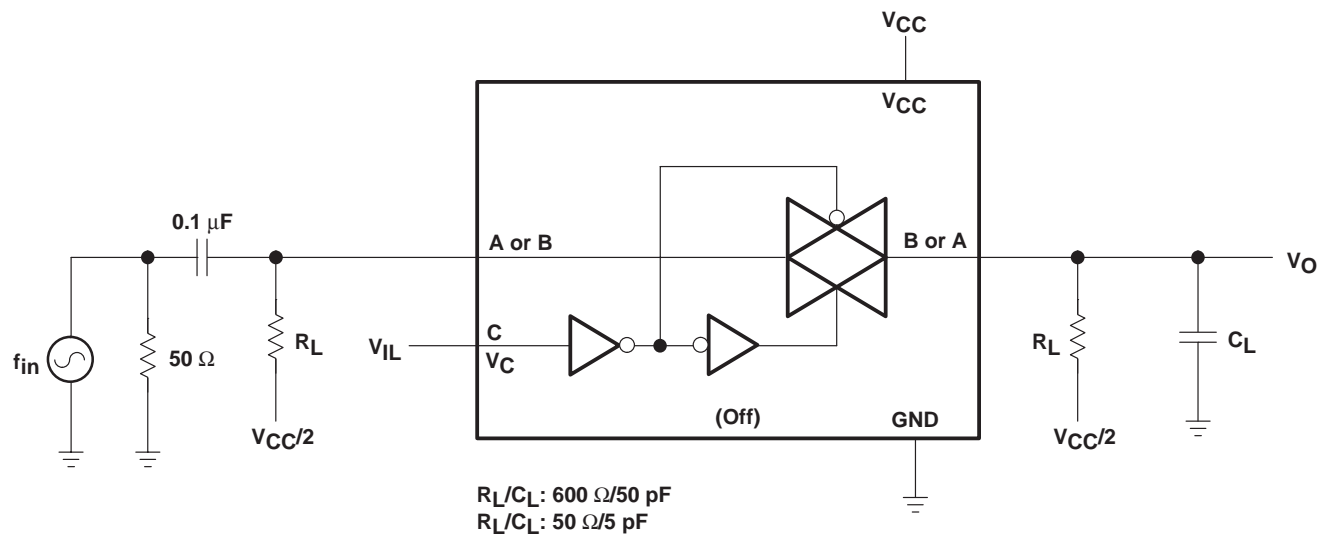 VCC
VCC
0.1 μF
A or B
B or A
VO
fin
50 Ω
RL
VCC/2
VIL
C
VC
(Off)
GND
RL
CL
VCC/2
RL/CL: 600 Ω/50 pF
RL/CL: 50 Ω/5 pF